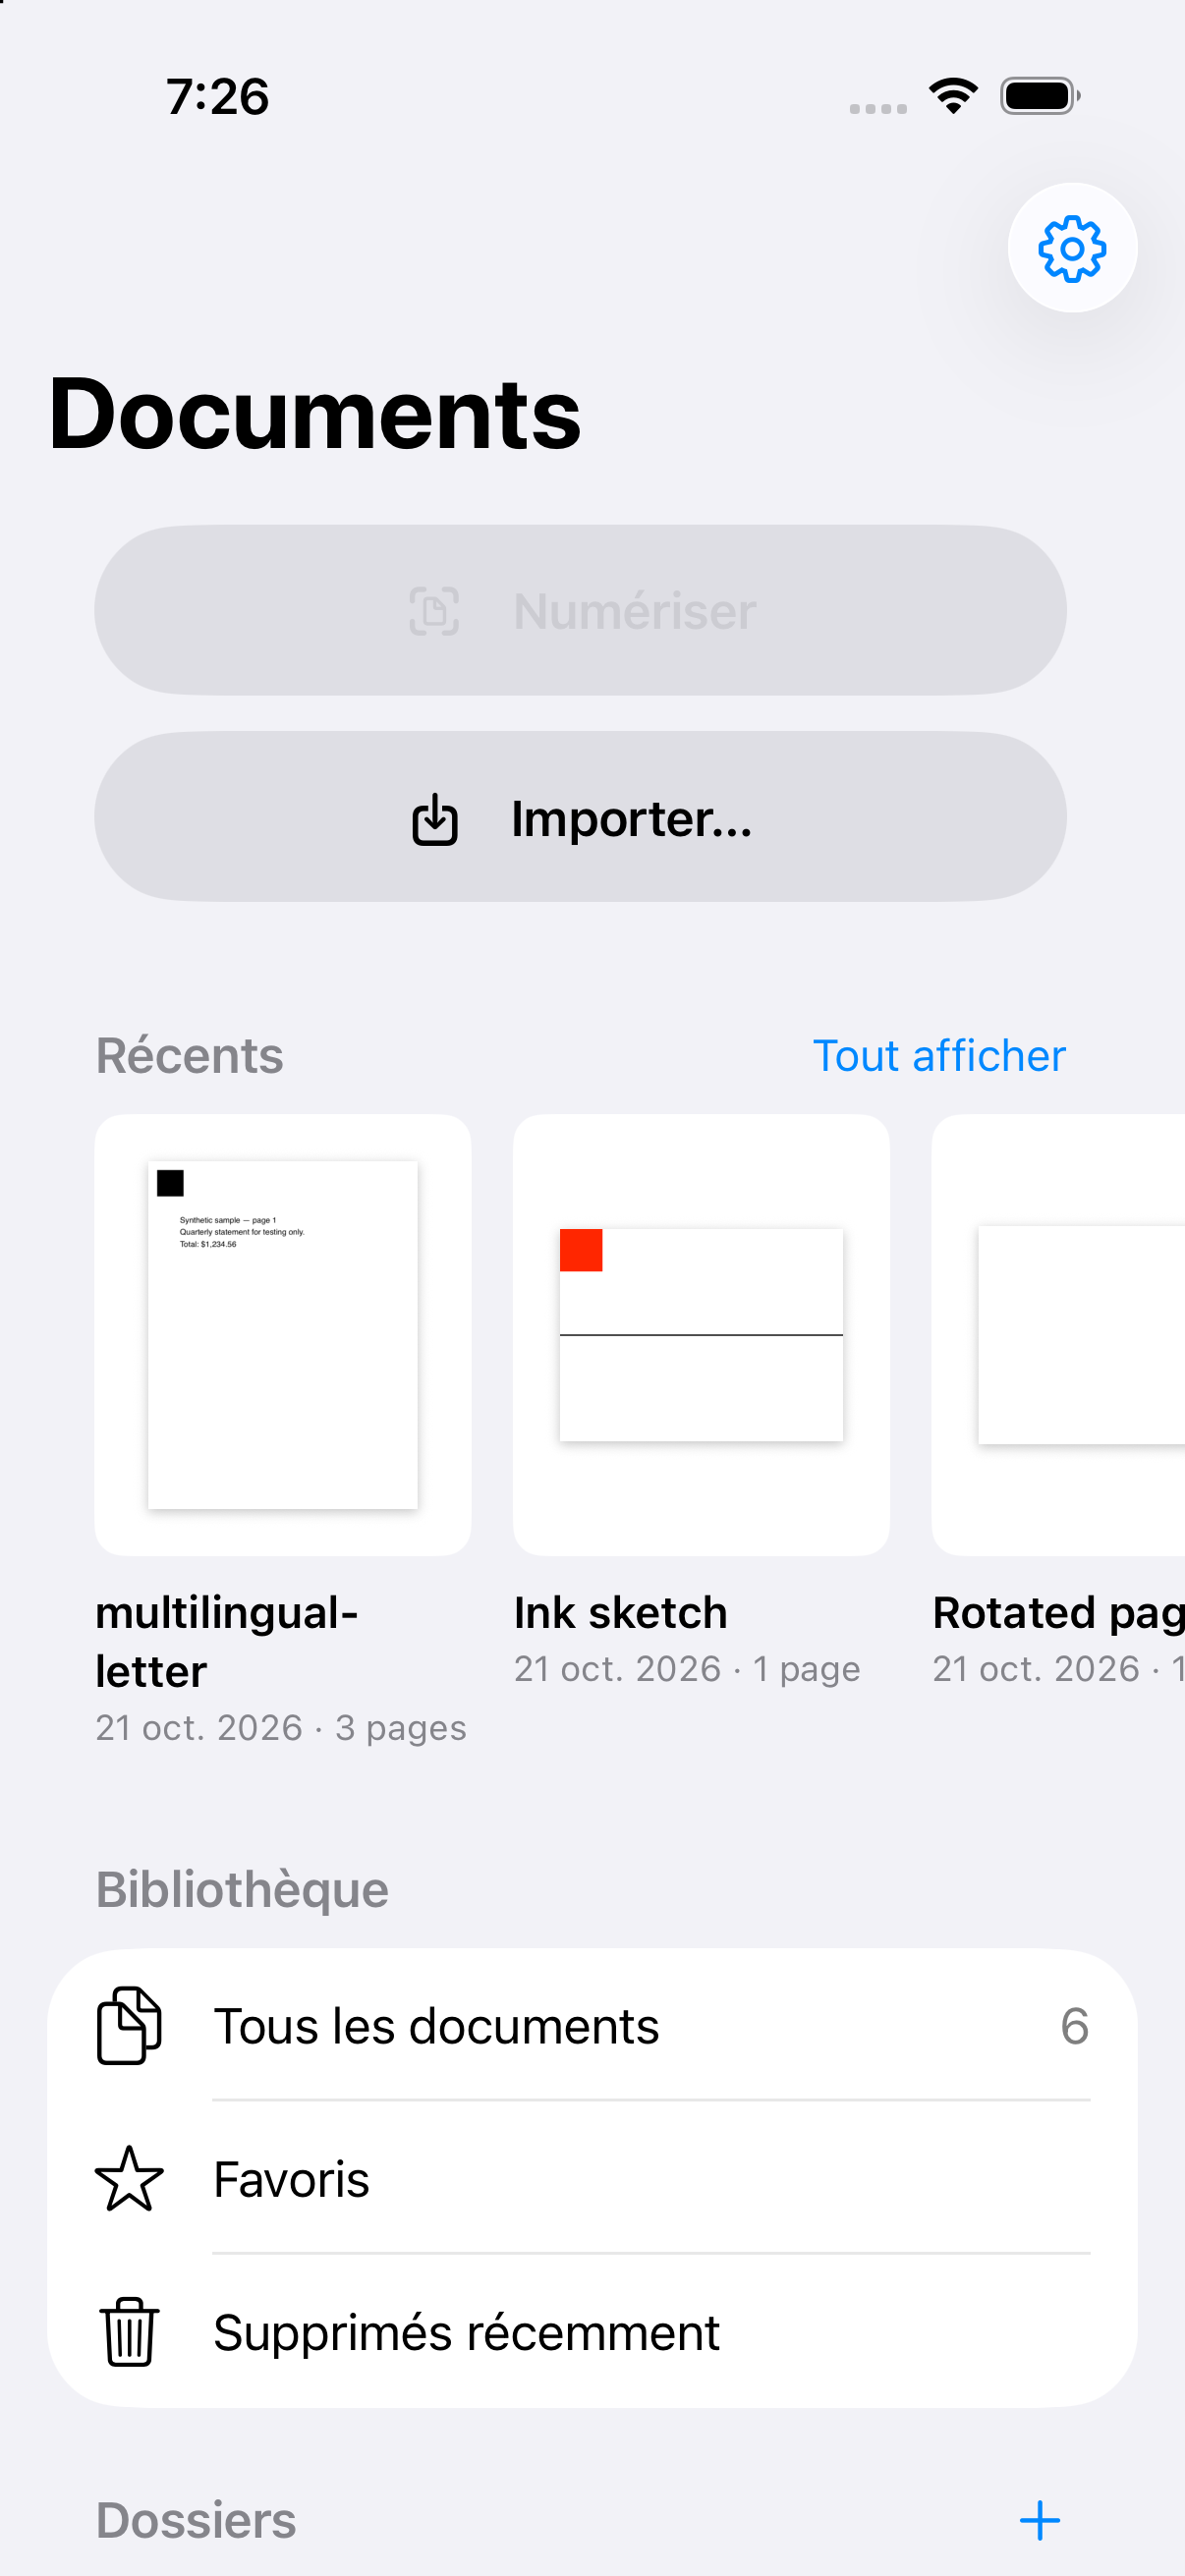 7:26
Documents
Numériser
Importer...
Récents
Tout afficher
Synthetic sample — page 1
Quarterly statement for testing only.
Total: $1,234.56
multilingual-
letter
21 oct. 2026 · 3 pages
Ink sketch
21 oct. 2026 · 1 page
Rotated pag
21 oct. 2026 · 1
Bibliothèque
Tous les documents
6
Favoris
Supprimés récemment
Dossiers